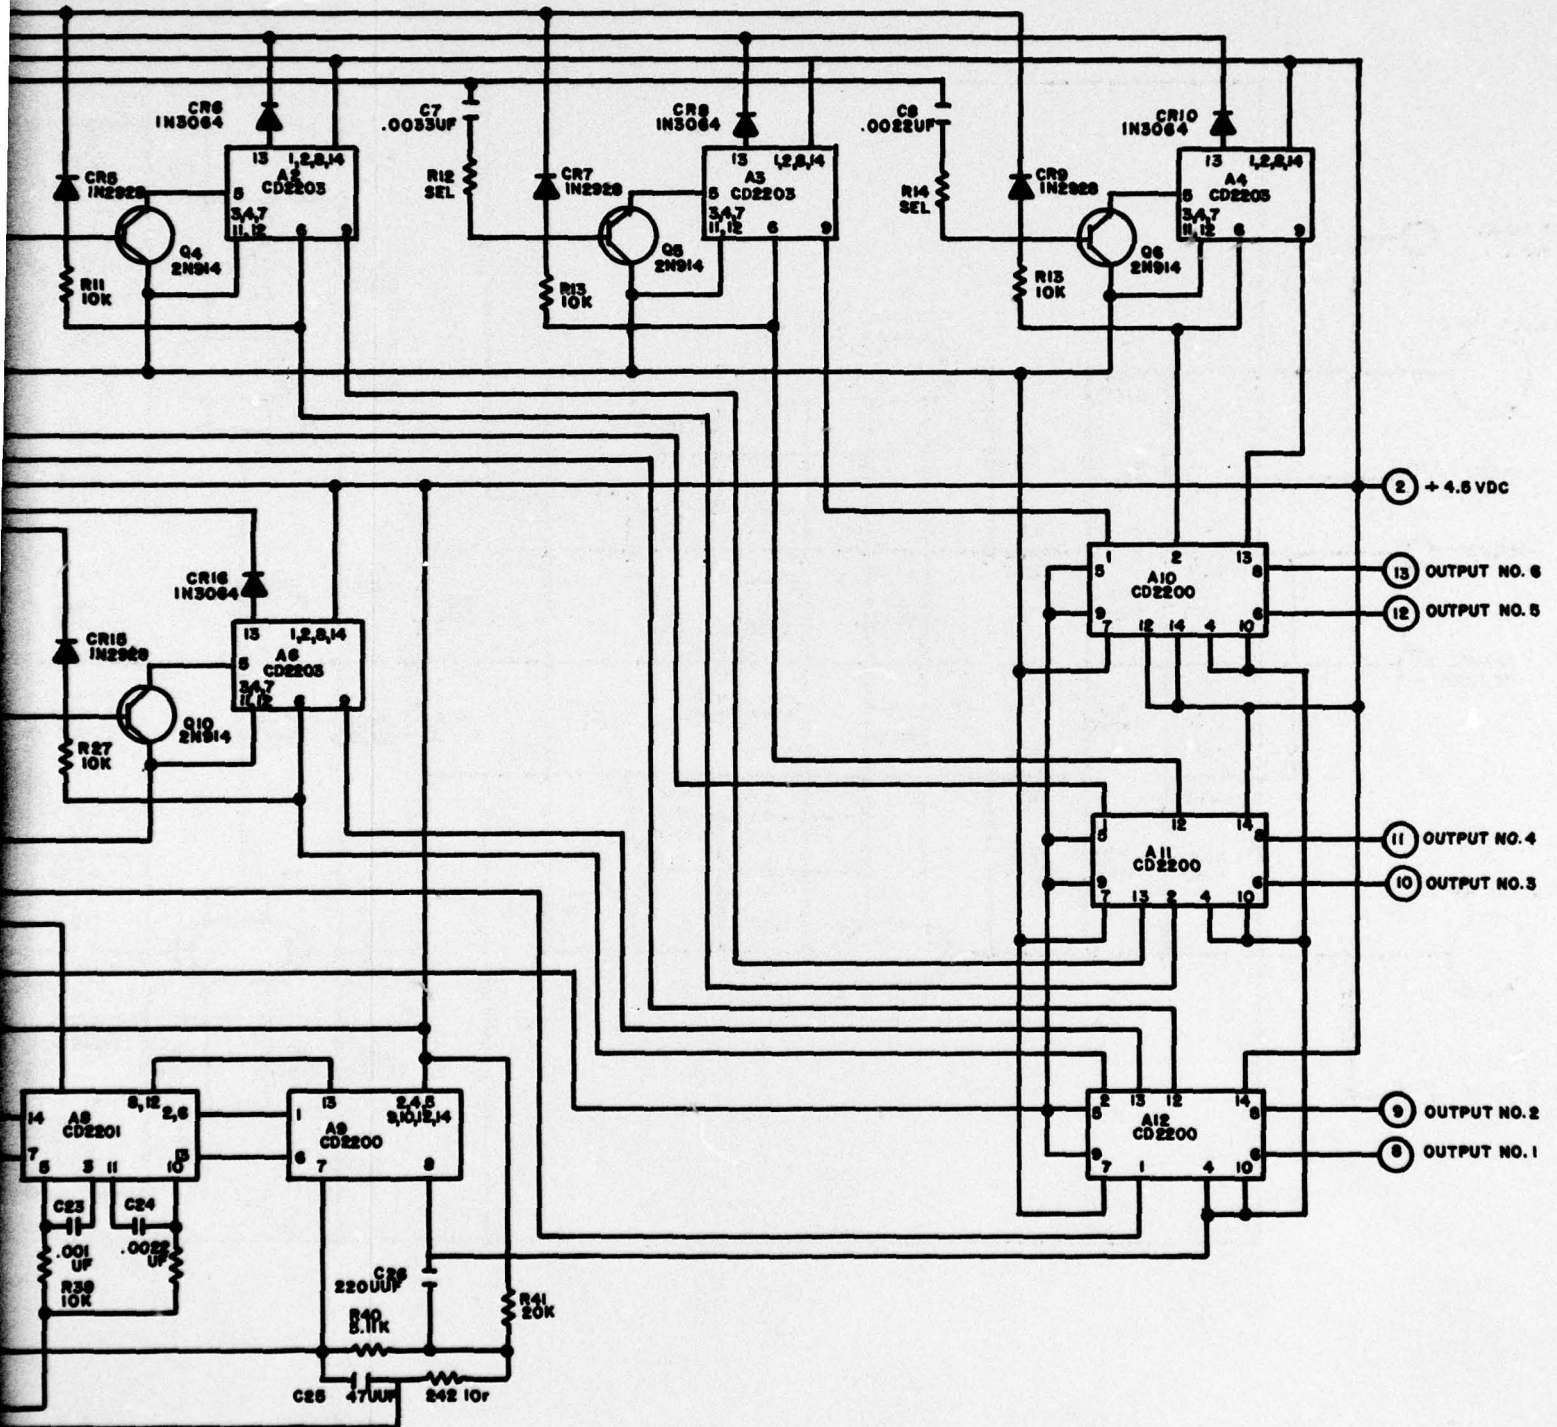 CR6
1N3064
C7
.0033UF
CR8
1N3064
C8
.0022UF
CR10
1N3064
13 1,2,8,14
A2
CD2203
5
3,4,7
11,12 6 9
CR5
1N2928
Q4
2N914
R11
10K
R12
SEL
CR7
1N2928
13 1,2,8,14
A3
CD2203
5
3,4,7
11,12 6 9
Q5
2N914
R13
10K
R14
SEL
CR9
1N2928
13 1,2,8,14
A4
CD2203
5
3,4,7
11,12 6 9
Q6
2N914
R13
10K
2 + 4.5 VDC
CR16
1N3064
1 2 13
5 8
A10
CD2200
9 6
7 12 14 4 10
13 OUTPUT NO. 6
12 OUTPUT NO. 5
CR15
1N2928
13 1,2,8,14
A6
CD2203
5
3,4,7
11,12 6 9
Q10
2N914
R27
10K
1 12 14
5 8
A11
CD2200
9 6
7 13 2 4 10
11 OUTPUT NO. 4
10 OUTPUT NO. 3
8,12 2,6
14 A8
CD2201
7 13
5 3 11 10
13 2,4,5
1 9,10,12,14
A9
CD2200
6 7 8
2 13 12 14
5 8
A12
CD2200
9 6
7 1 4 10
9 OUTPUT NO. 2
8 OUTPUT NO. 1
C23
.001
UF
C24
.0022
UF
R39
10K
C26
220UUF
R41
20K
R40
5.11K
C25 47UUF 242 10r